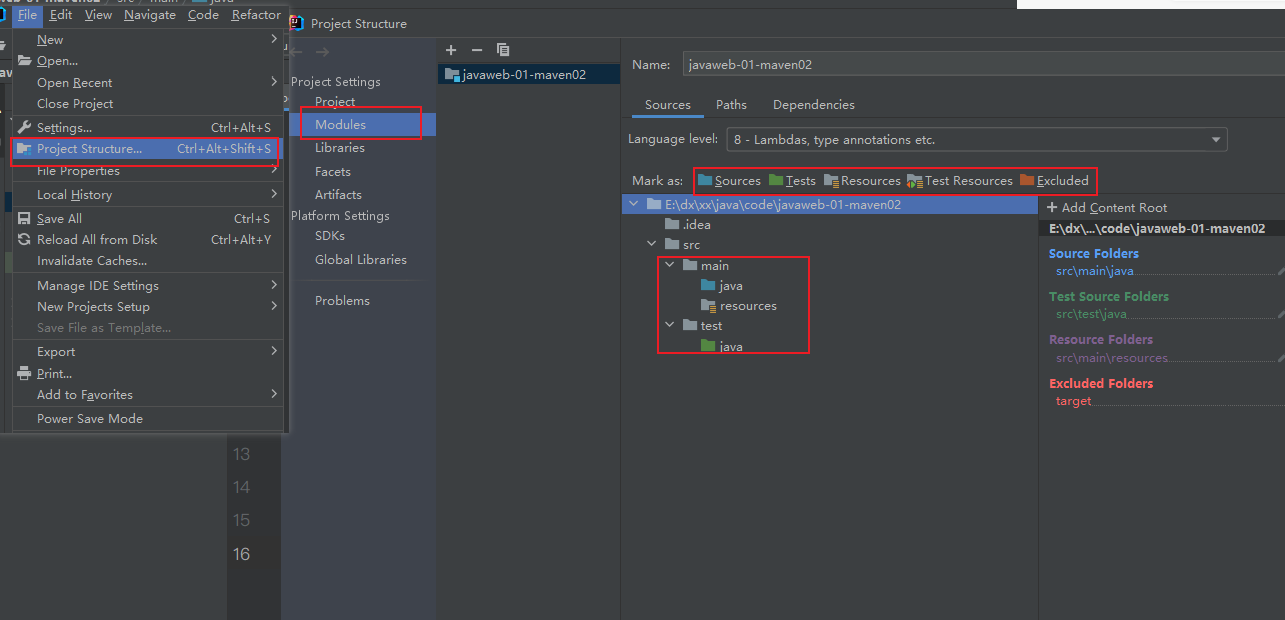 File Edit View Navigate Code Refactor
New
Open...
Open Recent
Close Project
Settings... Ctrl+Alt+S
Project Structure... Ctrl+Alt+Shift+S
File Properties
Local History
Save All Ctrl+S
Reload All from Disk Ctrl+Alt+Y
Invalidate Caches...
Manage IDE Settings
New Projects Setup
Save File as Template...
Export
Print...
Add to Favorites
Power Save Mode
13
14
15
16
Project Structure
Project Settings
Project
Modules
Libraries
Facets
Artifacts
Platform Settings
SDKs
Global Libraries
Problems
javaweb-01-maven02
Name: javaweb-01-maven02
Sources Paths Dependencies
Language level: 8 - Lambdas, type annotations etc.
Mark as: Sources Tests Resources Test Resources Excluded
E:\dx\xx\java\code\javaweb-01-maven02
.idea
src
main
java
resources
test
java
+ Add Content Root
E:\dx\...\code\javaweb-01-maven02
Source Folders
src\main\java
Test Source Folders
src\test\java
Resource Folders
src\main\resources
Excluded Folders
target